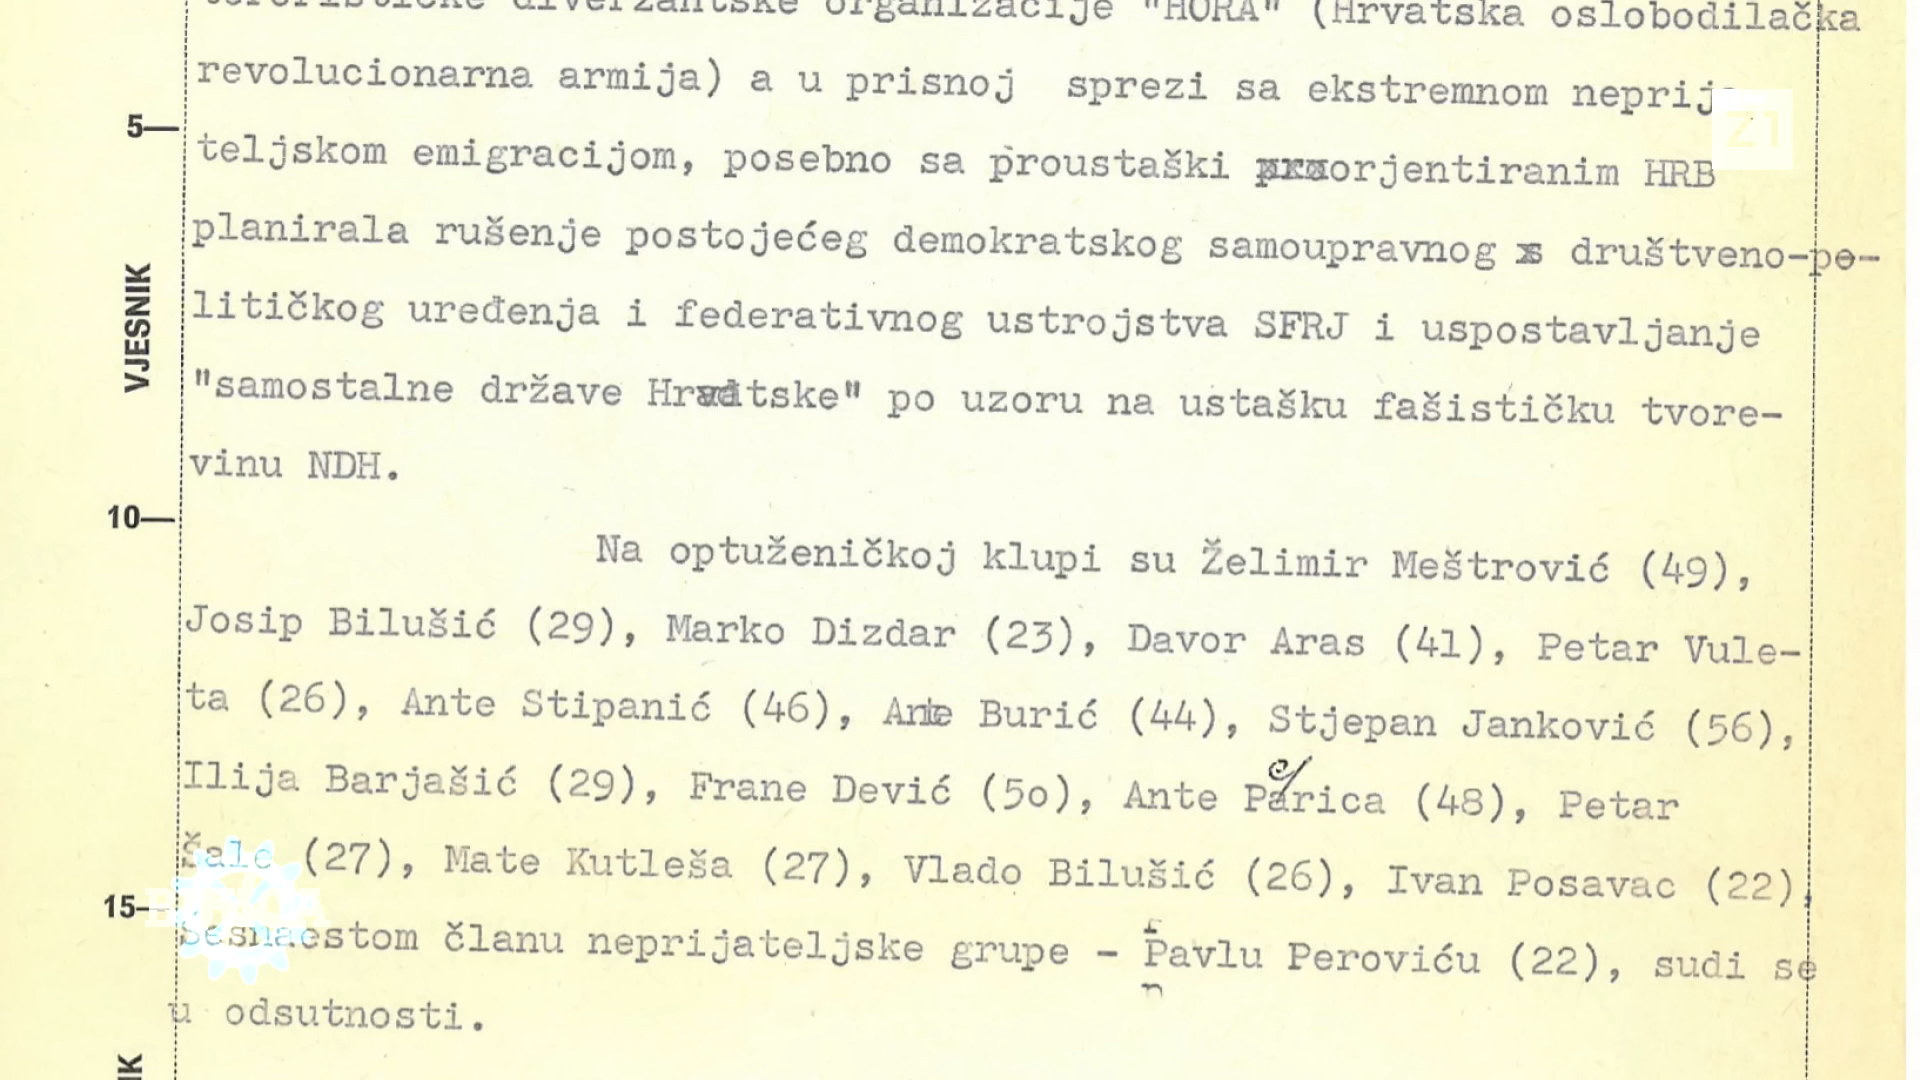 terorističke diverzantske organizacije "HORA" (Hrvatska oslobodilačka
revolucionarna armija) a u prisnoj sprezi sa ekstremnom neprij
Z1
5
teljskom emigracijom, posebno sa proustaški orjentiranim HRB
planirala rušenje postojećeg demokratskog samoupravnog društveno-po-
VJESNIK
litičkog uređenja i federativnog ustrojstva SFRJ i uspostavljanje
"samostalne države Hrvatske" po uzoru na ustašku fašističku tvore-
vinu NDH.
10
Na optuženičkoj klupi su Želimir Meštrović (49),
Josip Bilušić (29), Marko Dizdar (23), Davor Aras (41), Petar Vule-
ta (26), Ante Stipanić (46), Ante Burić (44), Stjepan Janković (56),
Ilija Barjašić (29), Frane Dević (5o), Ante Parica (48), Petar
(27), Mate Kutleša (27), Vlado Bilušić (26), Ivan Posavac (22),
15
Šesnaestom članu neprijateljske grupe - Pavlu Peroviću (22), sudi se
u odsutnosti.
IK